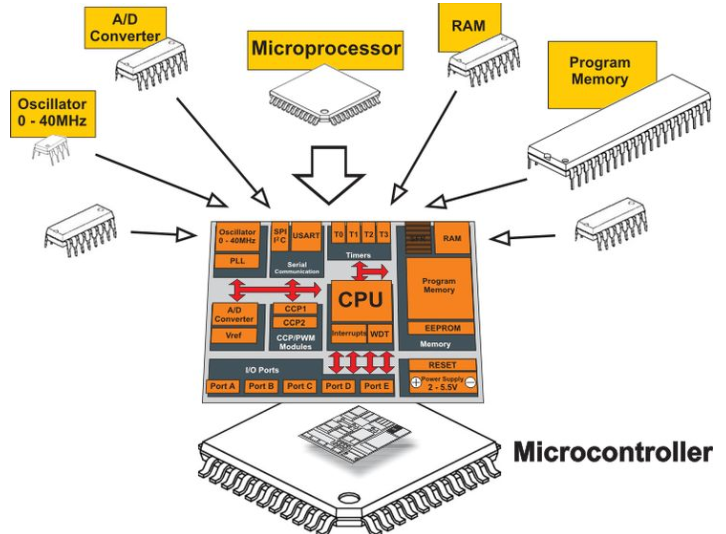 A/D
Converter
Microprocessor
RAM
Program
Memory
Oscillator
0 - 40MHz
Oscillator
0 - 40MHz
PLL
SPI
I²C
USART
Serial
Communication
T0 T1 T2 T3
Timers
SFR
RAM
Program
Memory
EEPROM
Memory
A/D
Converter
Vref
CCP1
CCP2
CCP/PWM
Modules
CPU
Interrupts
WDT
I/O Ports
Port A Port B Port C Port D Port E
RESET
+ Power Supply -
2 - 5.5V
Microcontroller